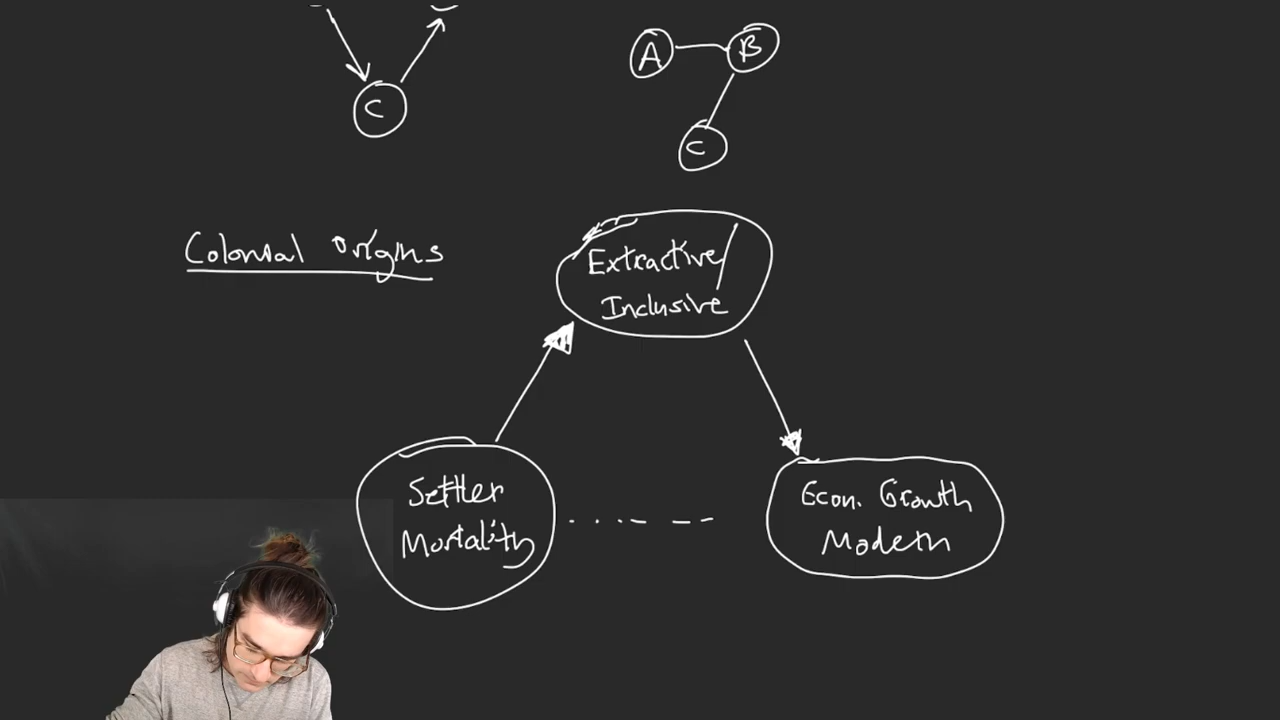 A
B
C
C
Colonial Origins
Extractive/
Inclusive
Settler
Mortality
Econ. Growth
Modern